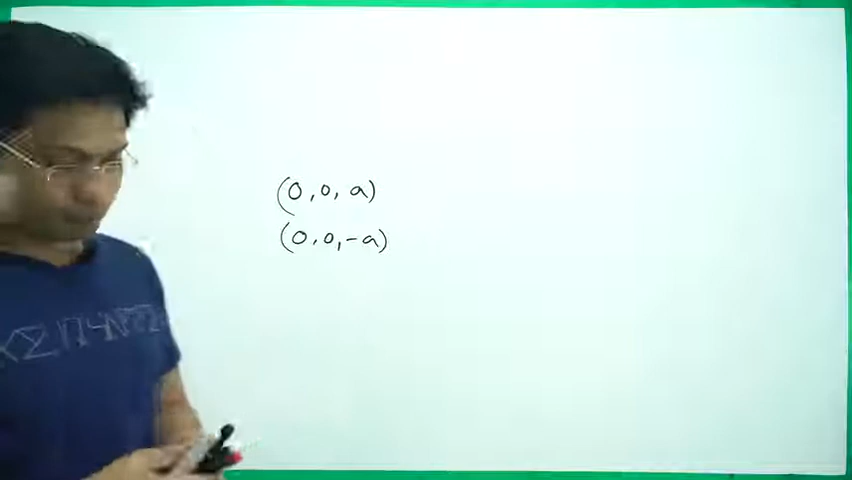 (0, 0, a)
(0, 0, -a)